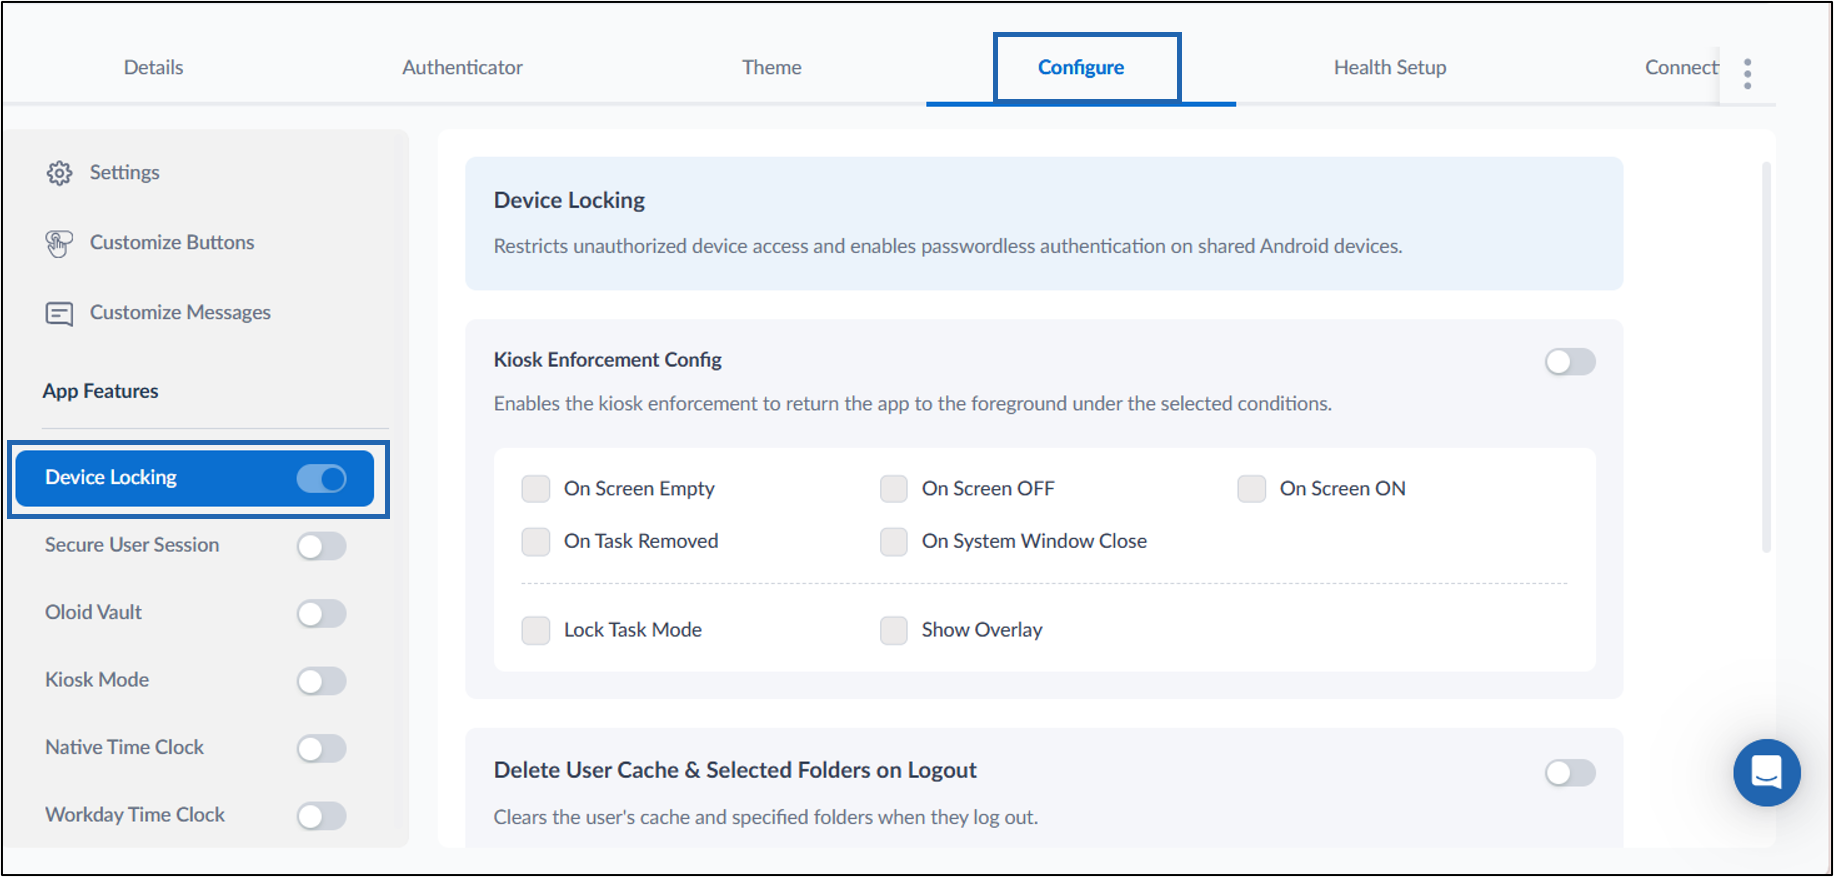 Details
Authenticator
Theme
Configure
Health Setup
Connect
Settings
Customize Buttons
Customize Messages
App Features
Device Locking
Secure User Session
Oloid Vault
Kiosk Mode
Native Time Clock
Workday Time Clock
Device Locking
Restricts unauthorized device access and enables passwordless authentication on shared Android devices.
Kiosk Enforcement Config
Enables the kiosk enforcement to return the app to the foreground under the selected conditions.
On Screen Empty
On Screen OFF
On Screen ON
On Task Removed
On System Window Close
Lock Task Mode
Show Overlay
Delete User Cache & Selected Folders on Logout
Clears the user's cache and specified folders when they log out.